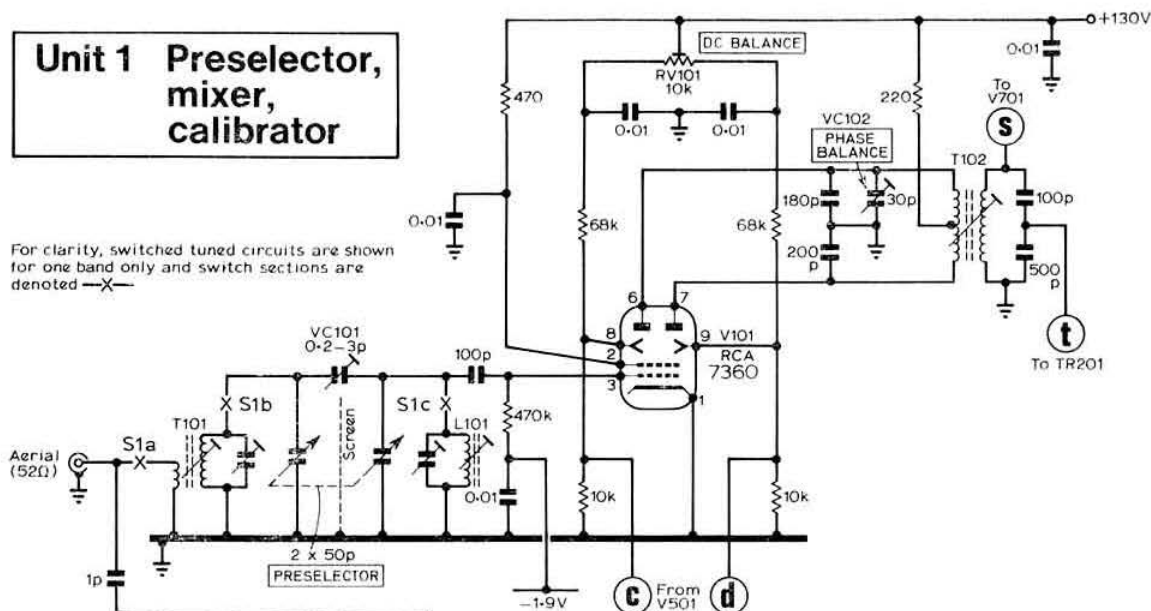 Unit 1 Preselector,
mixer,
calibrator
For clarity, switched tuned circuits are shown
for one band only and switch sections are
denoted —X—
+130V
0·01
DC BALANCE
RV101
10k
470
0·01
0·01
0·01
68k
68k
220
To
V701
S
VC102
PHASE
BALANCE
T102
180p
30p
100p
200
p
500
p
t
To TR201
6
7
8
2
3
9
1
V101
RCA
7360
VC101
0·2–3p
100p
S1b
S1c
T101
L101
Screen
470k
0·01
S1a
Aerial
(52Ω)
10k
10k
2 x 50p
PRESELECTOR
1p
–1·9V
c
From
V501
d